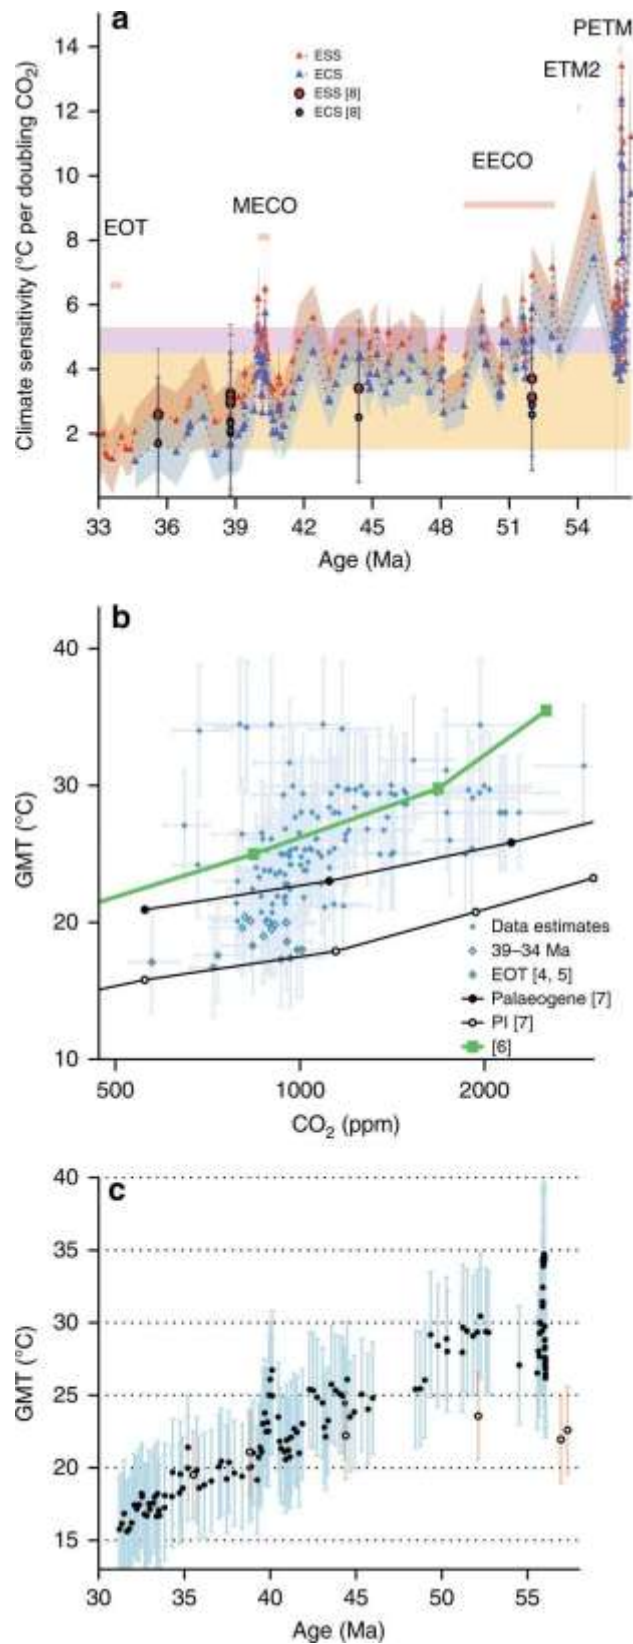 a
PETM
ETM2
EECO
MECO
EOT
ESS
ECS
ESS [8]
ECS [8]
Climate sensitivity (°C per doubling CO₂)
14
12
10
8
6
4
2
33 36 39 42 45 48 51 54
Age (Ma)
b
GMT (°C)
40
30
20
10
Data estimates
39–34 Ma
EOT [4, 5]
Palaeogene [7]
PI [7]
[6]
500 1000 2000
CO₂ (ppm)
c
GMT (°C)
40
35
30
25
20
15
30 35 40 45 50 55
Age (Ma)